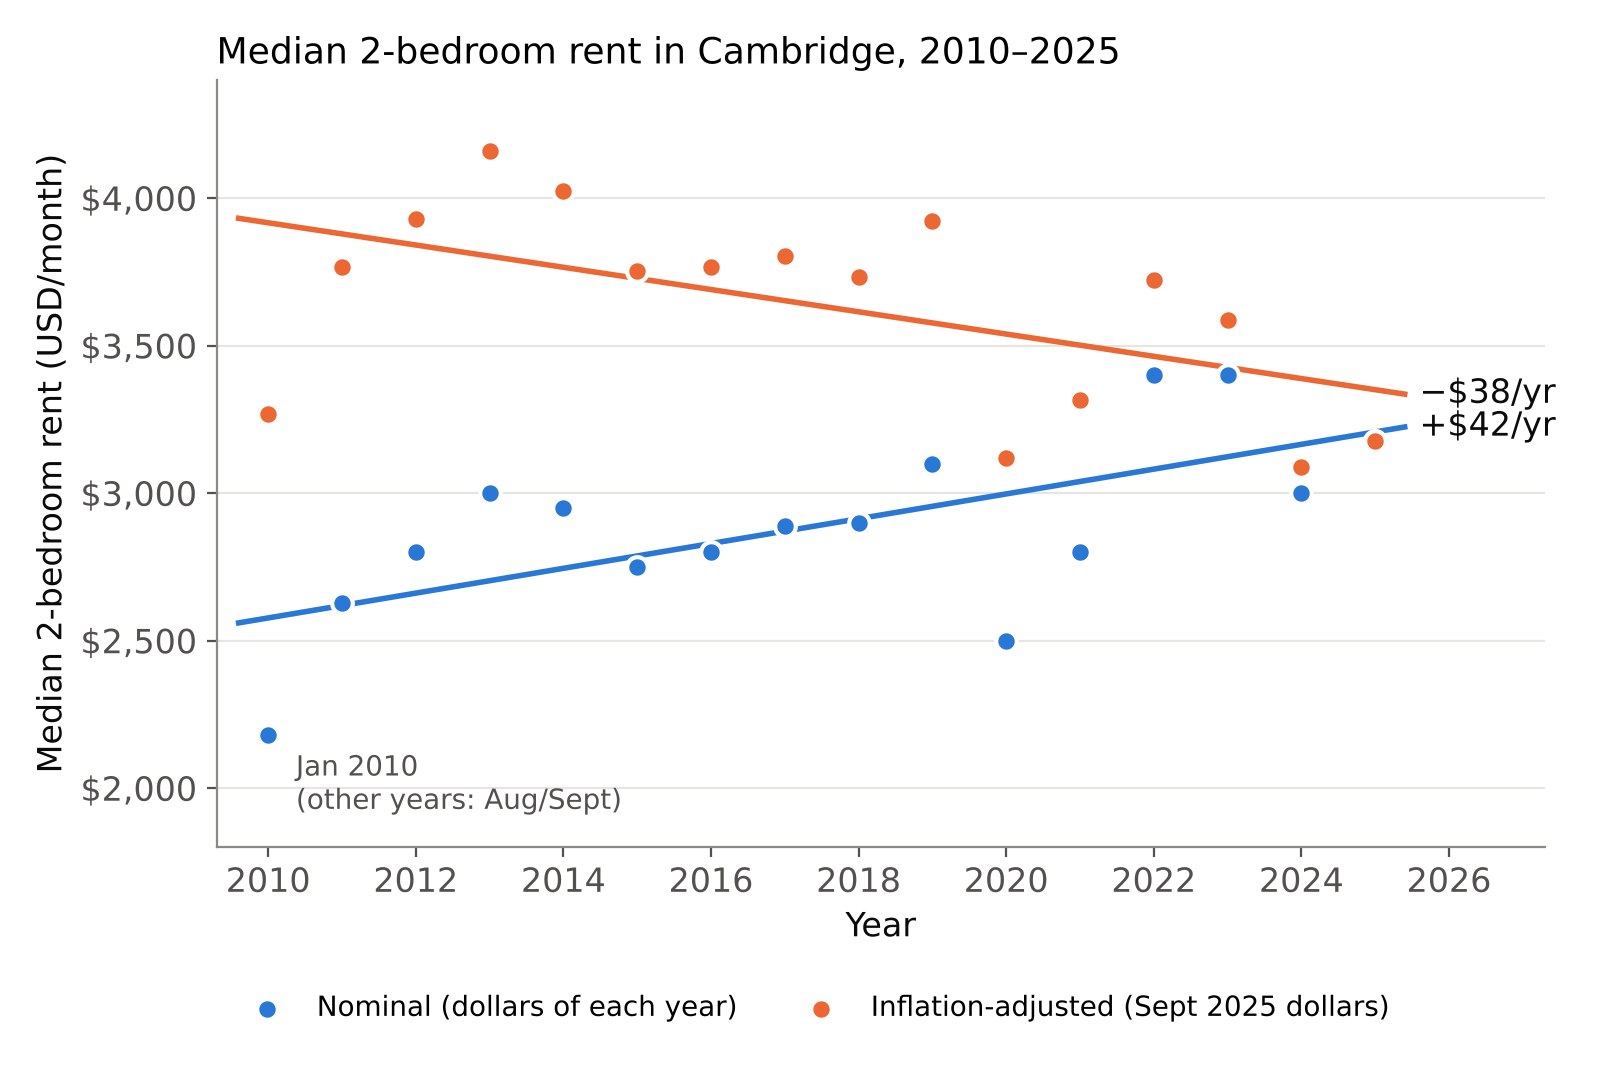 Median 2-bedroom rent in Cambridge, 2010–2025
Median 2-bedroom rent (USD/month)
$4,000
$3,500
$3,000
$2,500
$2,000
−$38/yr
+$42/yr
Jan 2010
(other years: Aug/Sept)
2010 2012 2014 2016 2018 2020 2022 2024 2026
Year
Nominal (dollars of each year) Inflation-adjusted (Sept 2025 dollars)